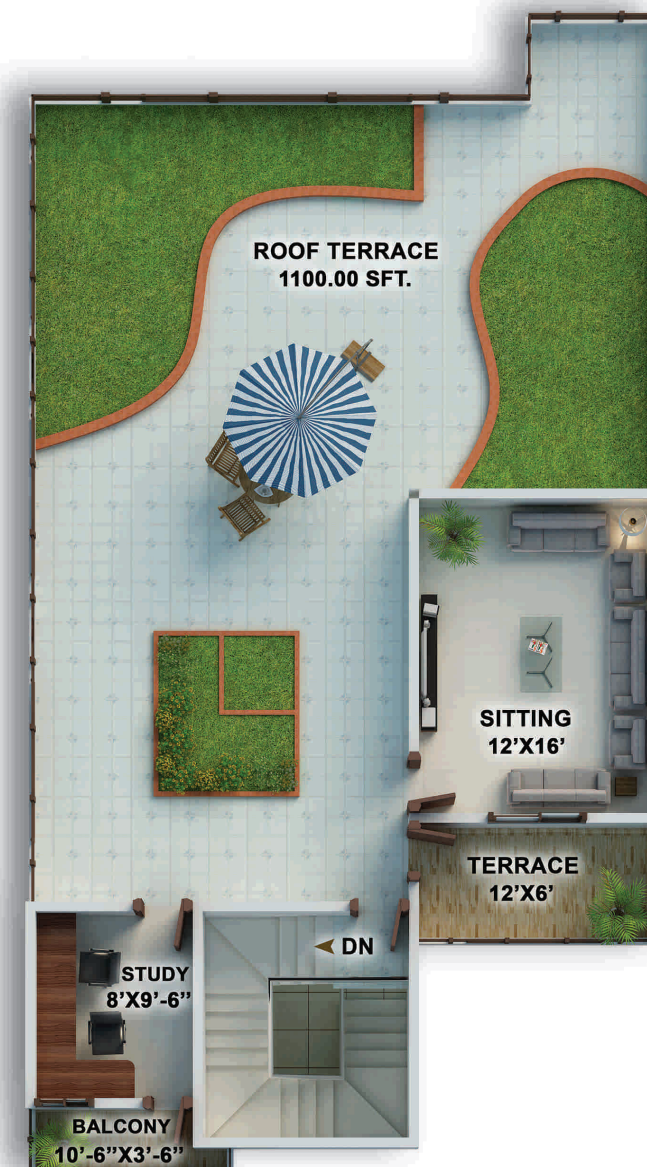 ROOF TERRACE
1100.00 SFT.
SITTING
12’X16’
TERRACE
12’X6’
DN
STUDY
8’X9’-6”
BALCONY
10’-6”X3’-6”